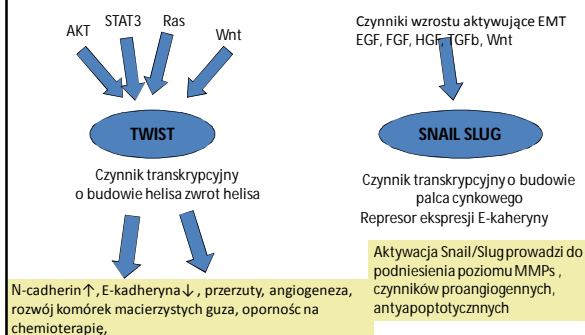 AKT
STAT3
Ras
Wnt
TWIST
Czynnik transkrypcyjny
o budowie helisa zwrot helisa
N-cadherin↑, E-kadheryna↓ , przerzuty, angiogeneza,
rozwój komórek macierzystych guza, opornośc na
chemioterapię,
Czynniki wzrostu aktywujące EMT
EGF, FGF, HGF, TGFb, Wnt
SNAIL SLUG
Czynnik transkrypcyjny o budowie
palca cynkowego
Represor ekspresji E-kaheryny
Aktywacja Snail/Slug prowadzi do
podniesienia poziomu MMPs ,
czynników proangiogennych,
antyapoptotycznnych